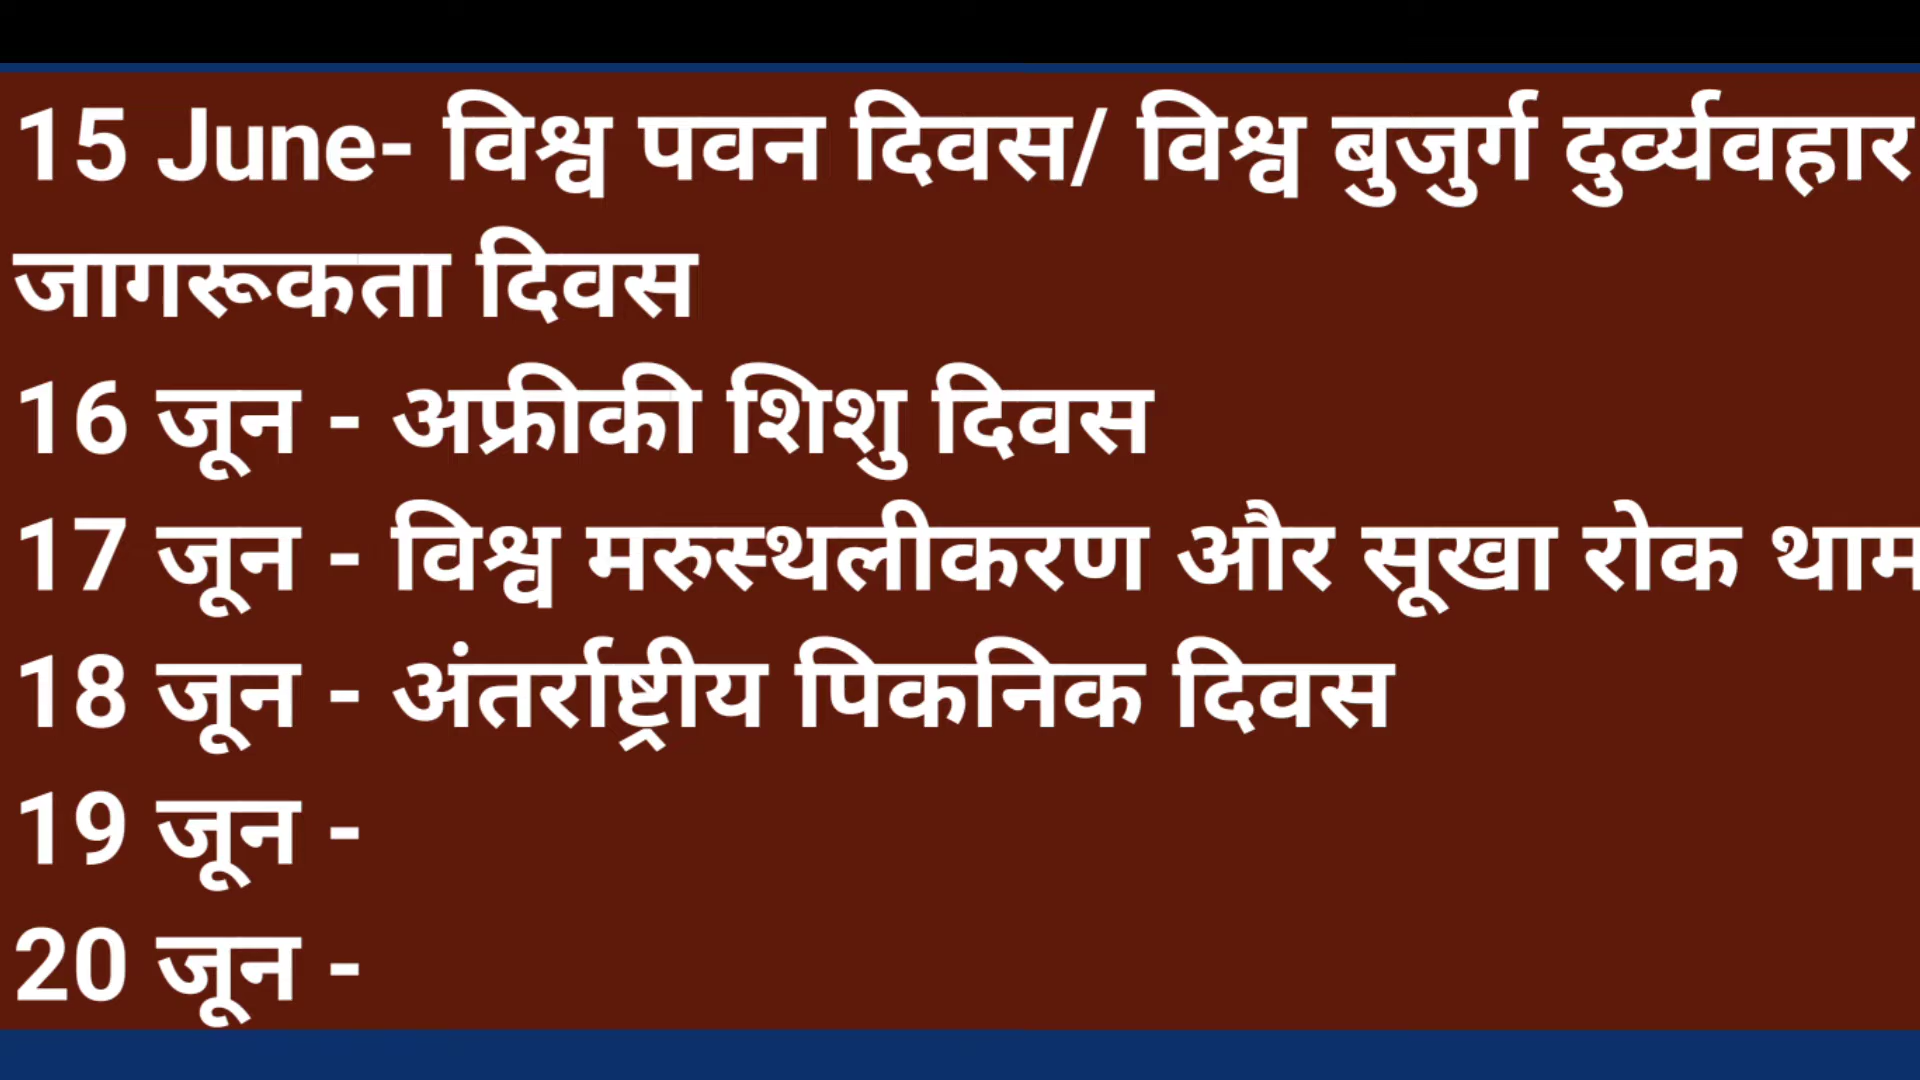 15 June- विश्व पवन दिवस/ विश्व बुजुर्ग दुर्व्यवहार
जागरूकता दिवस
16 जून - अफ्रीकी शिशु दिवस
17 जून - विश्व मरुस्थलीकरण और सूखा रोक थाम
18 जून - अंतर्राष्ट्रीय पिकनिक दिवस
19 जून -
20 जून -